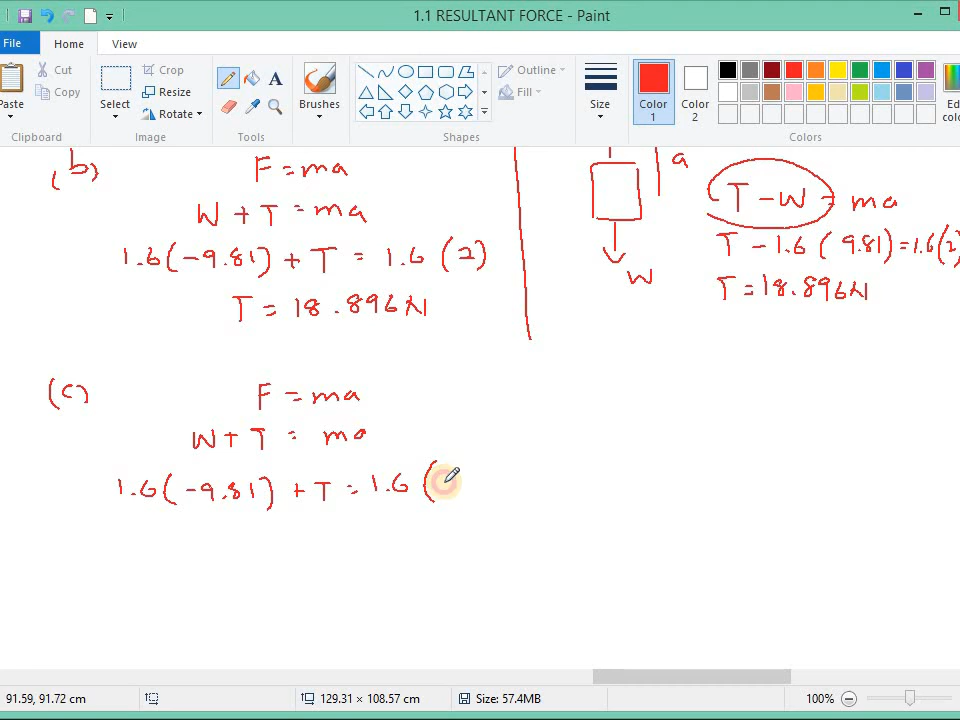 1.1 RESULTANT FORCE - Paint
File Home View
Cut
Copy
Paste
Clipboard
Select
Crop
Resize
Rotate
Image
A
Tools
Brushes
Outline
Fill
Shapes
Size
Color 1
Color 2
Colors
(b)
F = ma
W + T = ma
1.6(-9.81) + T = 1.6(2)
T = 18.896N
a
W
T - W = ma
T - 1.6(9.81) = 1.6(2
T = 18.896N
(c)
F = ma
W + T = ma
1.6(-9.81) + T = 1.6(
91.59, 91.72 cm
129.31 × 108.57 cm
Size: 57.4MB
100%